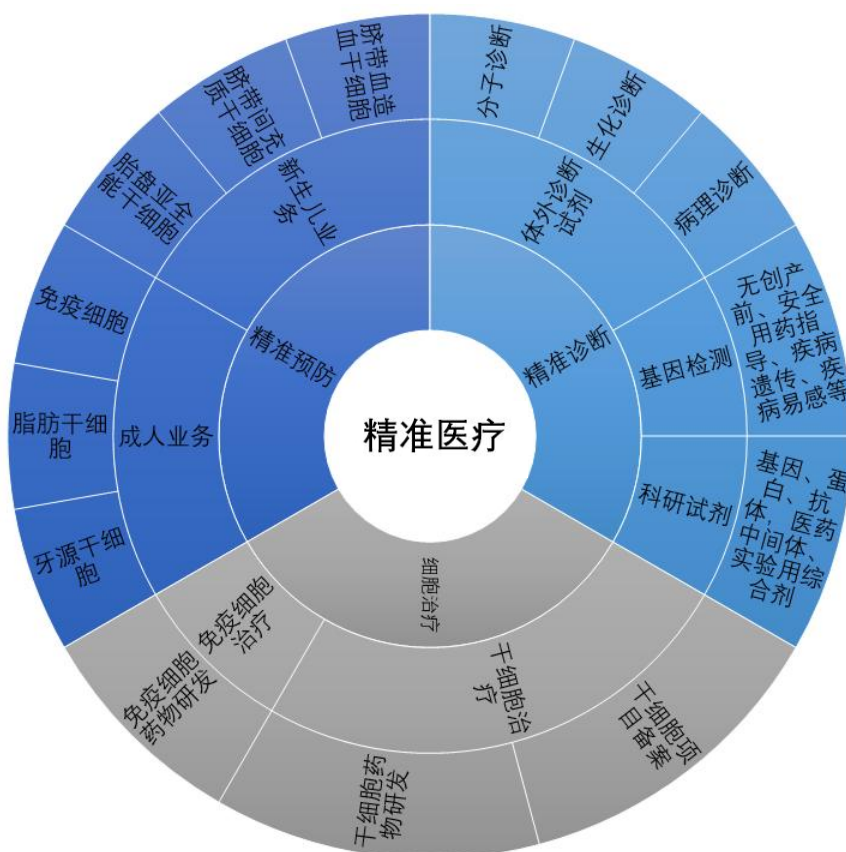 精准医疗
精准诊断
体外诊断
试剂
分子诊断
生化诊断
病理诊断
基因检测
无创产
前、安全
用药指
导、疾病
遗传、疾
病易感等
科研试剂
基因、蛋
白、抗
体，医药
中间体、
实验用综
合剂
细胞治疗
干细胞治
疗
干细胞项
目备案
干细胞药
物研发
免疫细胞
治疗
免疫细胞
药物研发
精准预防
成人业务
牙源干细
胞
脂肪干细
胞
免疫细胞
新生儿业
务
胎盘亚全
能干细胞
脐带间充
质干细胞
脐带血造
血干细胞